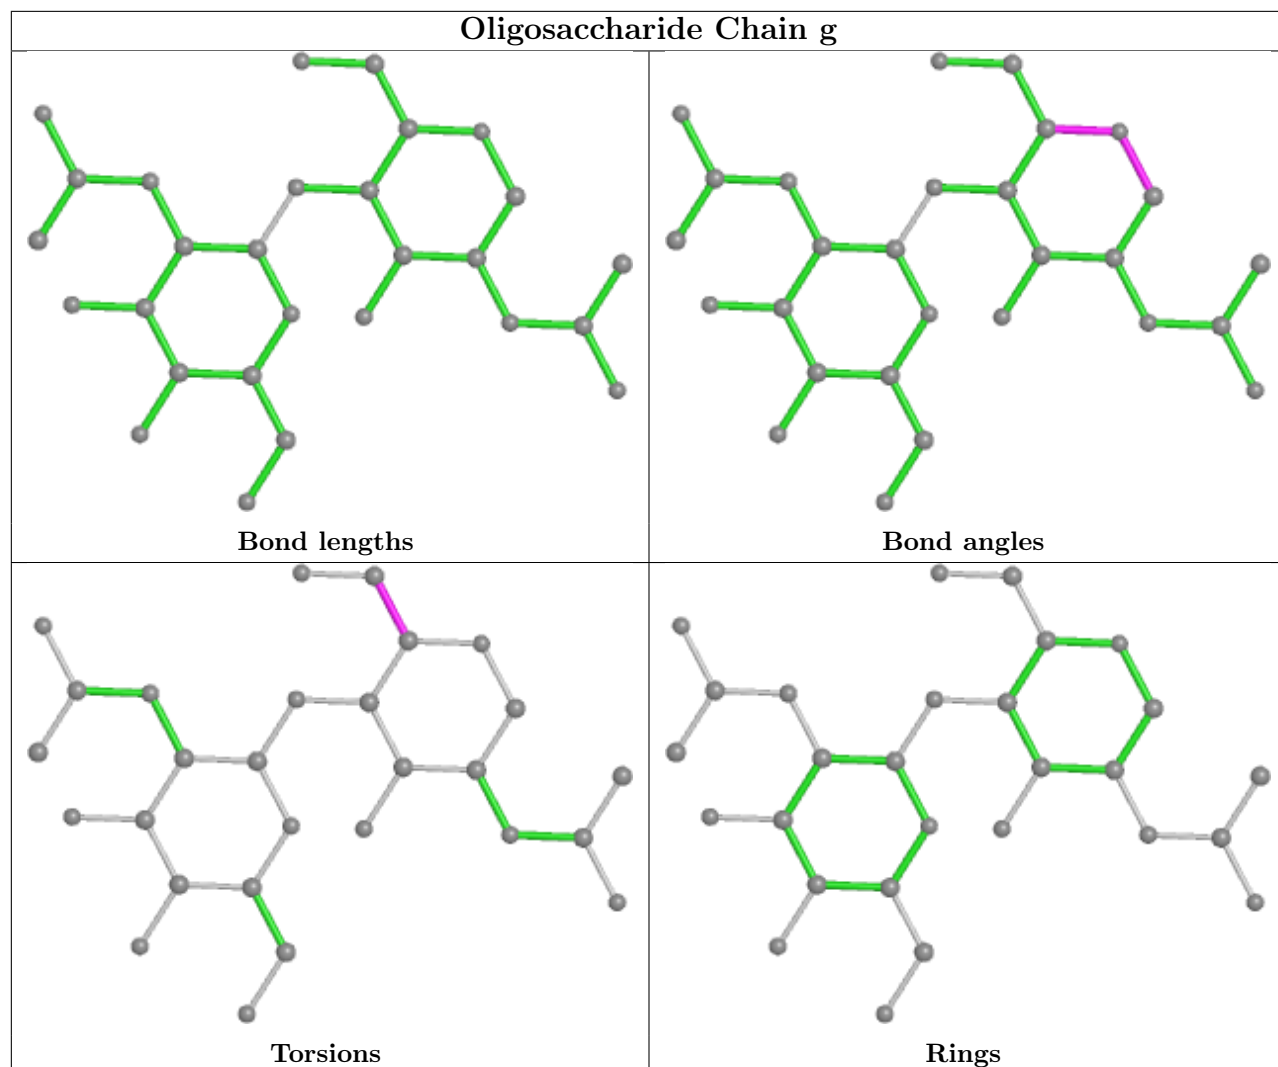 Oligosaccharide Chain g
Bond lengths
Bond angles
Torsions
Rings